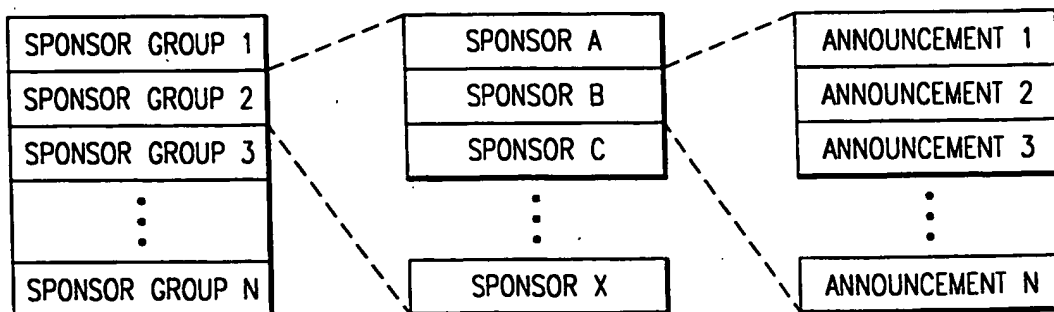 SPONSOR GROUP 1
SPONSOR GROUP 2
SPONSOR GROUP 3
SPONSOR GROUP N
SPONSOR A
SPONSOR B
SPONSOR C
SPONSOR X
ANNOUNCEMENT 1
ANNOUNCEMENT 2
ANNOUNCEMENT 3
ANNOUNCEMENT N